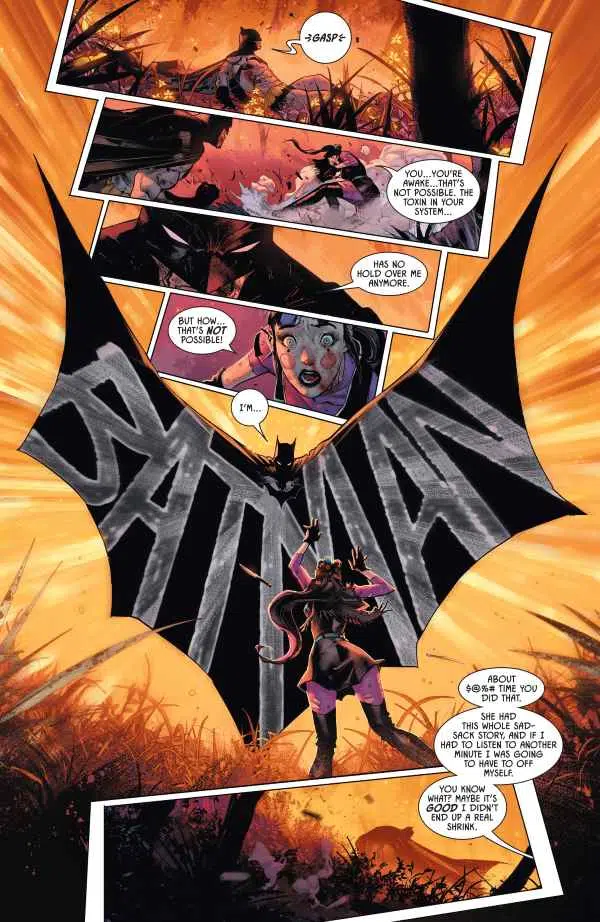 GASP
YOU...YOU'RE
AWAKE...THAT'S
NOT POSSIBLE. THE
TOXIN IN YOUR
SYSTEM...
HAS NO
HOLD OVER ME
ANYMORE.
BUT HOW...
THAT'S NOT
POSSIBLE!
I'M...
BATMAN
ABOUT
$@%# TIME YOU
DID THAT.
SHE HAD
THIS WHOLE SAD-
SACK STORY, AND IF I
HAD TO LISTEN TO ANOTHER
MINUTE I WAS GOING
TO HAVE TO OFF
MYSELF.
YOU KNOW
WHAT? MAYBE IT'S
GOOD I DIDN'T
END UP A REAL
SHRINK.